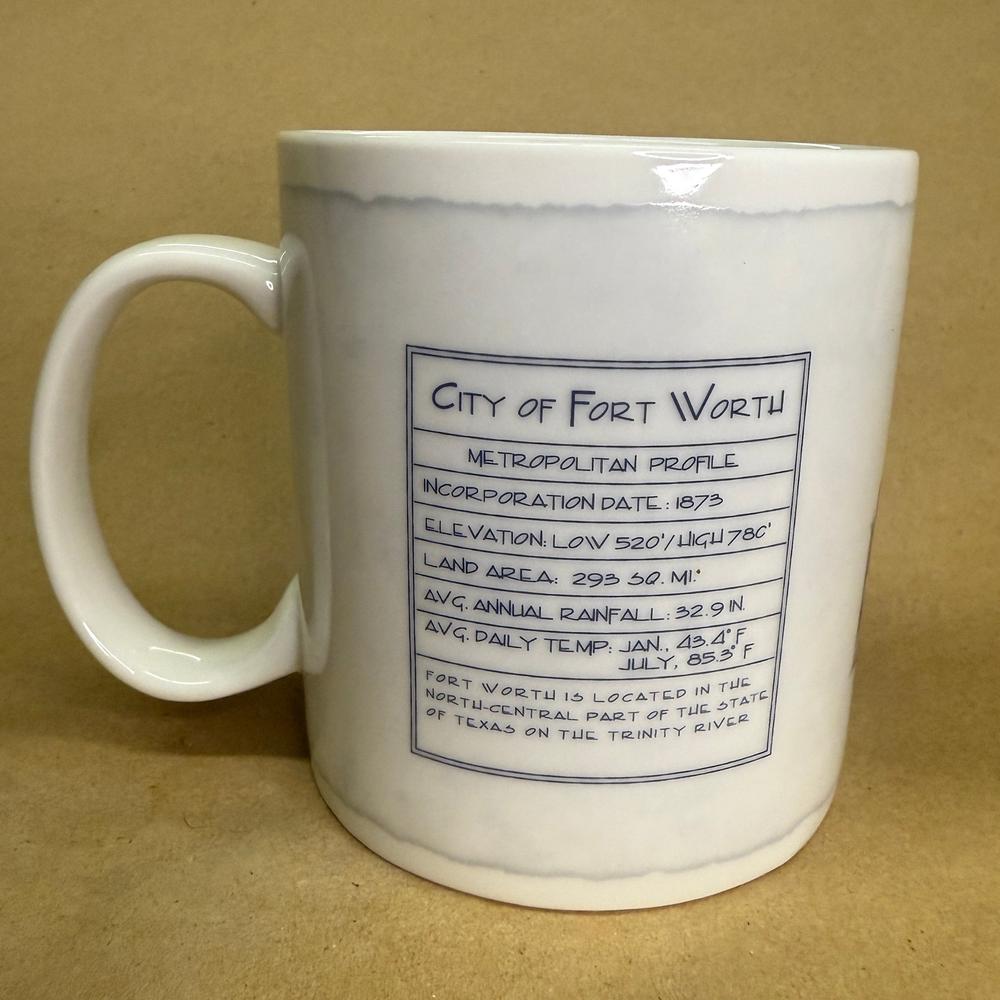 CITY OF FORT WORTH
METROPOLITAN PROFILE
INCORPORATION DATE: 1873
ELEVATION: LOW 520'/HIGH 780'
LAND AREA: 293 SQ. MI.
AVG. ANNUAL RAINFALL: 32.9 IN.
AVG. DAILY TEMP: JAN., 43.4° F
JULY, 85.3° F
FORT WORTH IS LOCATED IN THE
NORTH-CENTRAL PART OF THE STATE
OF TEXAS ON THE TRINITY RIVER